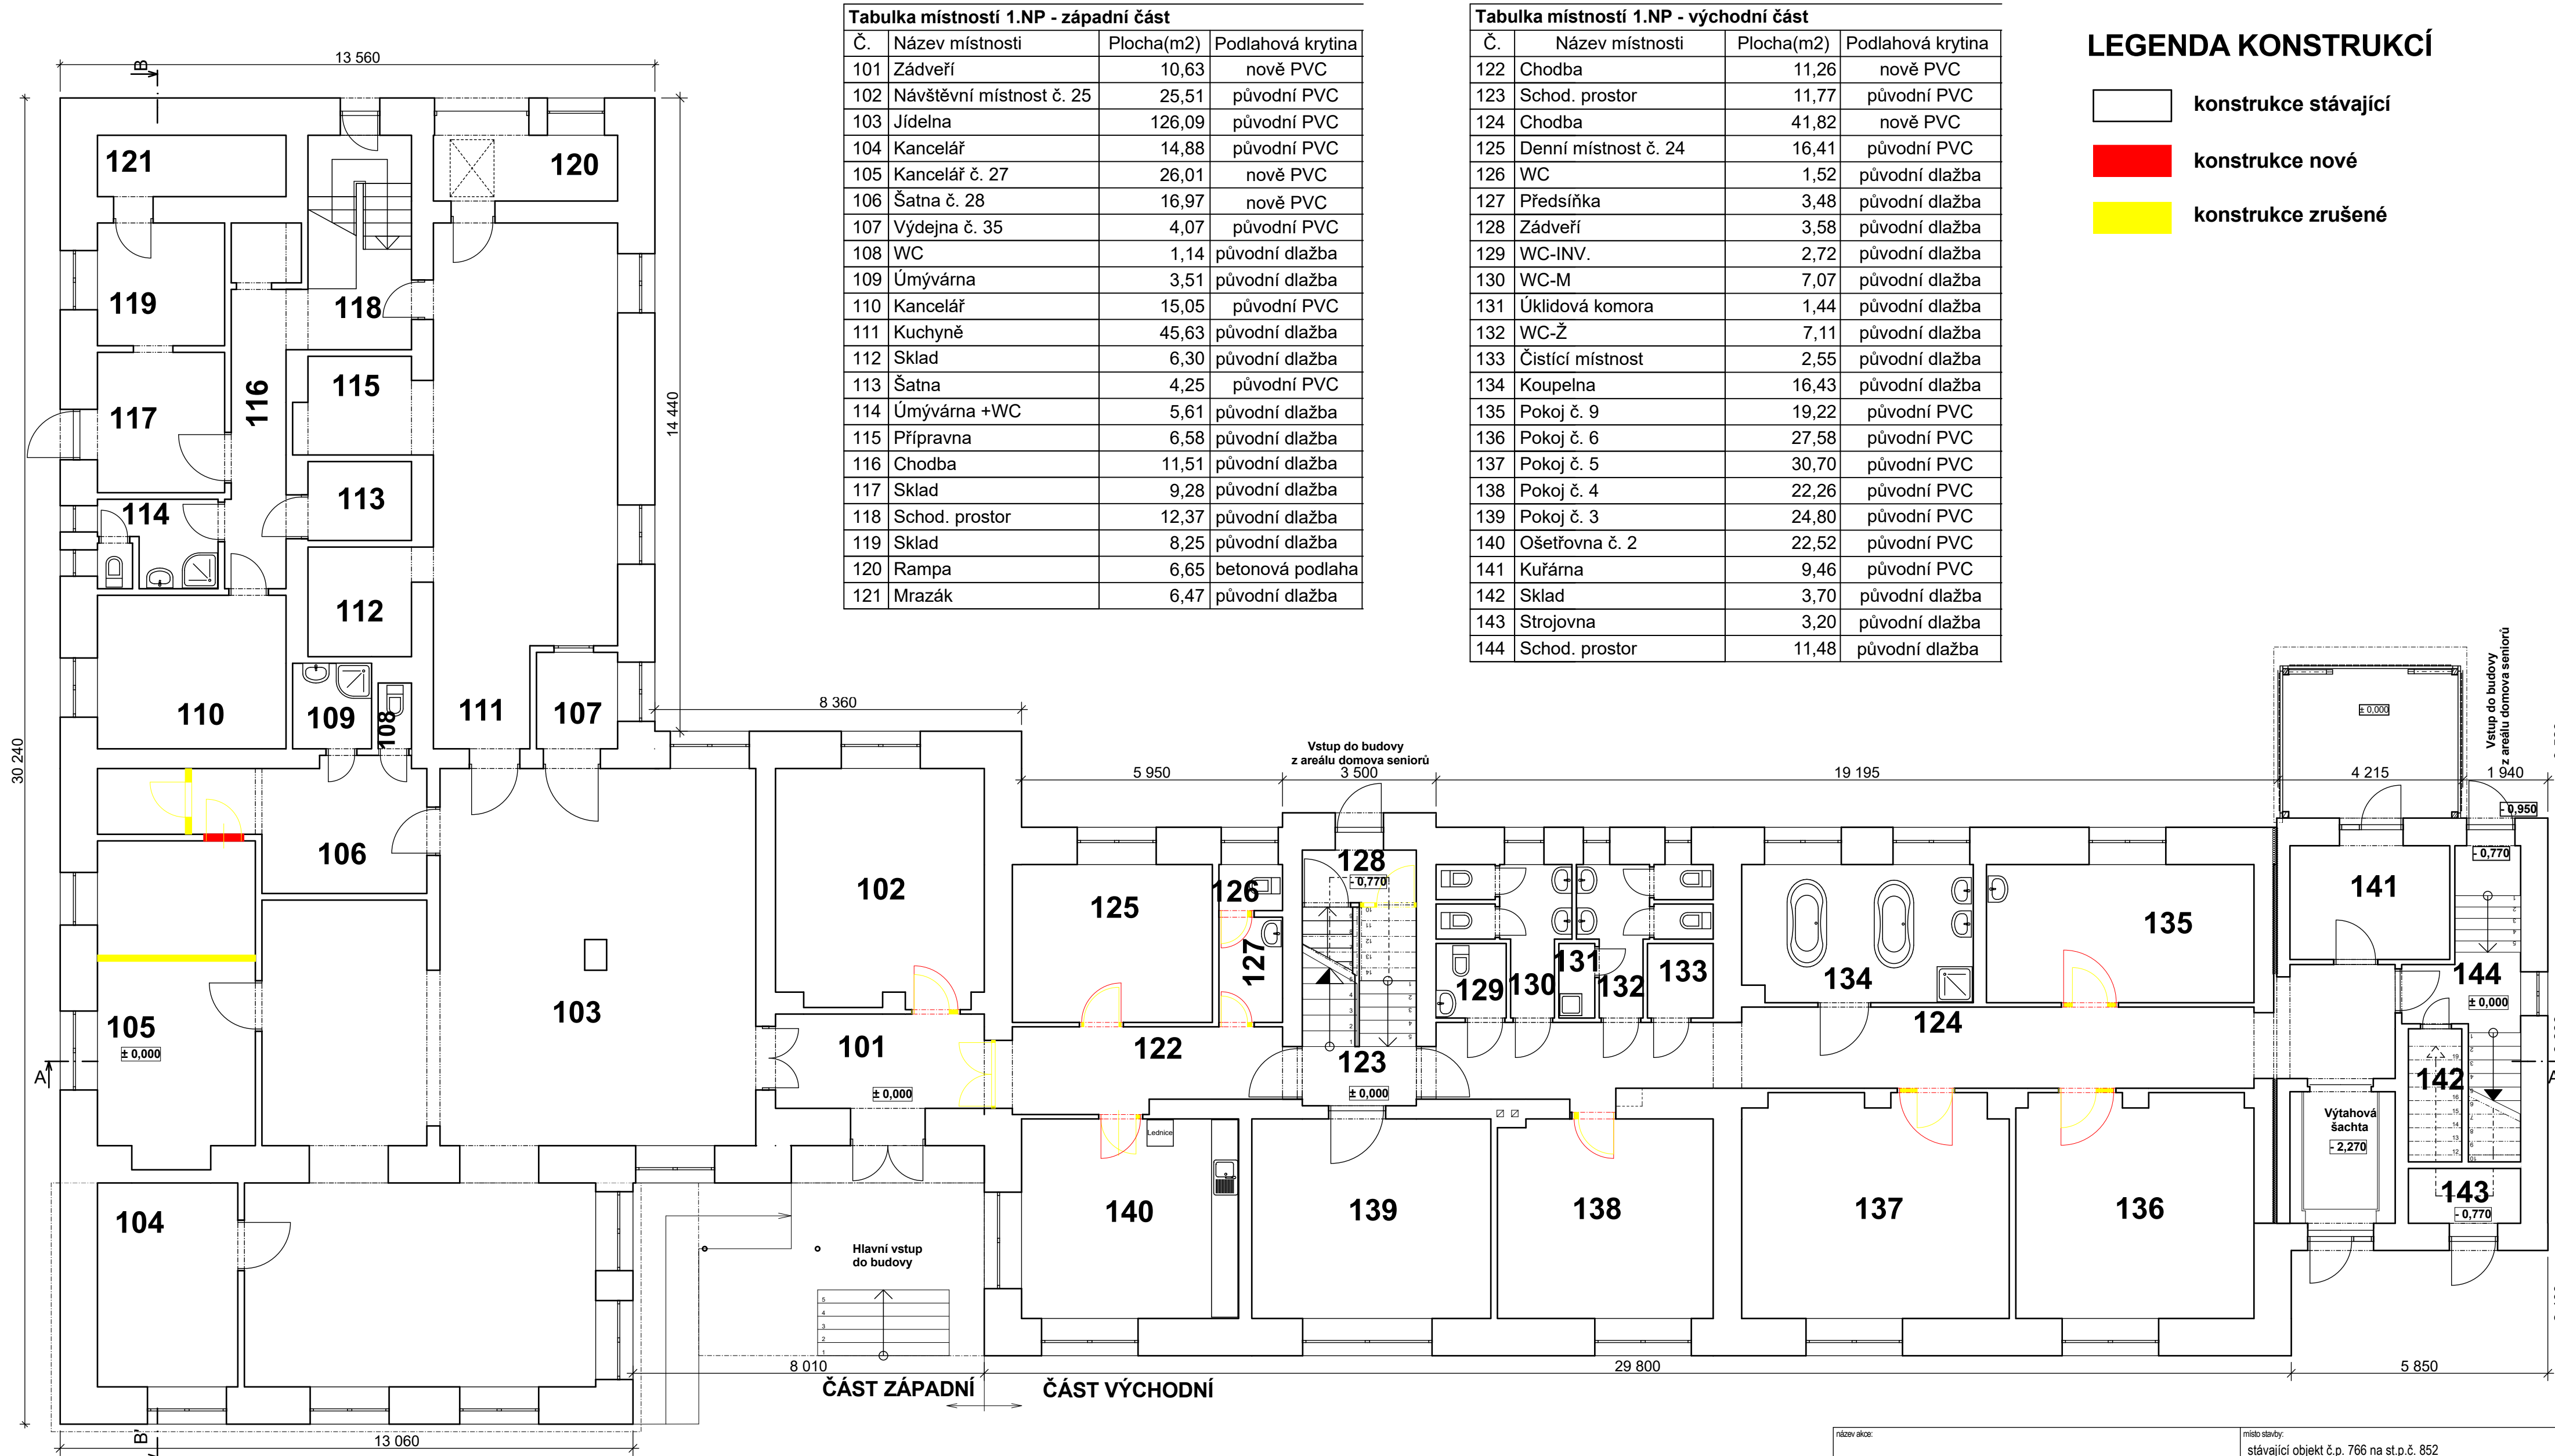 Tabulka místností 1.NP - západní část
Č. Název místnosti Plocha(m2) Podlahová krytina
101 Zádveří 10,63 nově PVC
102 Návštěvní místnost č. 25 25,51 původní PVC
103 Jídelna 126,09 původní PVC
104 Kancelář 14,88 původní PVC
105 Kancelář č. 27 26,01 nově PVC
106 Šatna č. 28 16,97 nově PVC
107 Výdejna č. 35 4,07 původní PVC
108 WC 1,14 původní dlažba
109 Úmývárna 3,51 původní dlažba
110 Kancelář 15,05 původní PVC
111 Kuchyně 45,63 původní dlažba
112 Sklad 6,30 původní dlažba
113 Šatna 4,25 původní PVC
114 Úmývárna +WC 5,61 původní dlažba
115 Přípravna 6,58 původní dlažba
116 Chodba 11,51 původní dlažba
117 Sklad 9,28 původní dlažba
118 Schod. prostor 12,37 původní dlažba
119 Sklad 8,25 původní dlažba
120 Rampa 6,65 betonová podlaha
121 Mrazák 6,47 původní dlažba
Tabulka místností 1.NP - východní část
Č. Název místnosti Plocha(m2) Podlahová krytina
122 Chodba 11,26 nově PVC
123 Schod. prostor 11,77 původní PVC
124 Chodba 41,82 nově PVC
125 Denní místnost č. 24 16,41 původní PVC
126 WC 1,52 původní dlažba
127 Předsíňka 3,48 původní dlažba
128 Zádveří 3,58 původní dlažba
129 WC-INV. 2,72 původní dlažba
130 WC-M 7,07 původní dlažba
131 Úklidová komora 1,44 původní dlažba
132 WC-Ž 7,11 původní dlažba
133 Čistící místnost 2,55 původní dlažba
134 Koupelna 16,43 původní dlažba
135 Pokoj č. 9 19,22 původní PVC
136 Pokoj č. 6 27,58 původní PVC
137 Pokoj č. 5 30,70 původní PVC
138 Pokoj č. 4 22,26 původní PVC
139 Pokoj č. 3 24,80 původní PVC
140 Ošetřovna č. 2 22,52 původní PVC
141 Kuřárna 9,46 původní PVC
142 Sklad 3,70 původní dlažba
143 Strojovna 3,20 původní dlažba
144 Schod. prostor 11,48 původní dlažba
LEGENDA KONSTRUKCÍ
konstrukce stávající
konstrukce nové
konstrukce zrušené
13 560
B
121
120
119
118
117
116
115
114
113
112
110
109
108
111
107
14 440
30 240
8 360
5 950
Vstup do budovy
z areálu domova seniorů
3 500
19 195
4 215
1 940
± 0,000
Vstup do budovy
z areálu domova seniorů
- 0,950
- 0,770
106
102
125
126
127
128
- 0,770
129
130
131
132
133
134
135
141
144
± 0,000
105
± 0,000
103
101
± 0,000
122
123
± 0,000
124
142
A
A
Výtahová
šachta
- 2,270
143
- 0,770
Lednice
104
140
139
138
137
136
Hlavní vstup
do budovy
5
4
3
2
1
8 010
29 800
5 850
ČÁST ZÁPADNÍ
ČÁST VÝCHODNÍ
B'
13 060
název akce:
místo stavby:
stávající objekt č.p. 766 na st.p.č. 852